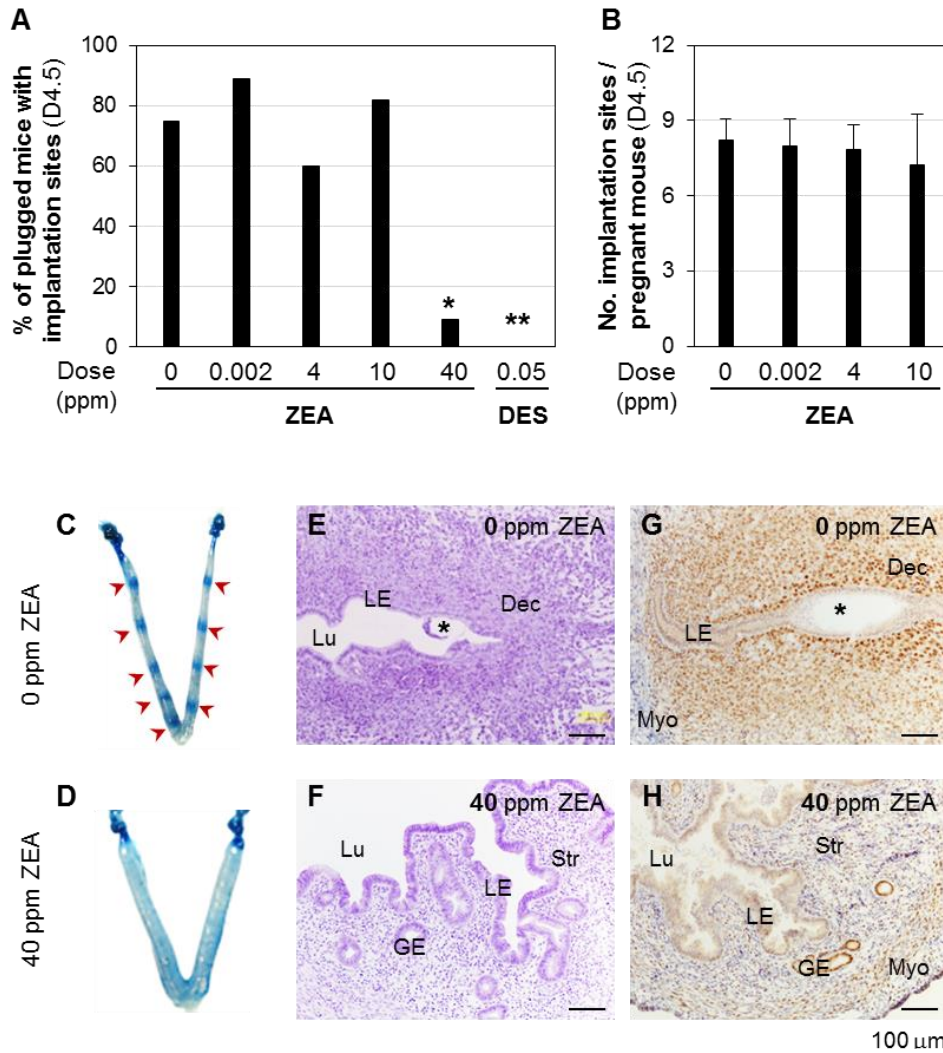 A
% of plugged mice with
implantation sites (D4.5)
100
80
60
40
20
0
*
**
Dose
(ppm)
0 0.002 4 10 40 0.05
ZEA DES
B
No. implantation sites /
pregnant mouse (D4.5)
12
9
6
3
0
Dose
(ppm)
0 0.002 4 10
ZEA
0 ppm ZEA
C
E
0 ppm ZEA
LE
Dec
Lu
*
G
0 ppm ZEA
Dec
*
LE
Myo
40 ppm ZEA
D
F
40 ppm ZEA
Lu
Str
LE
GE
H
40 ppm ZEA
Str
Lu
LE
GE
Myo
100 μm